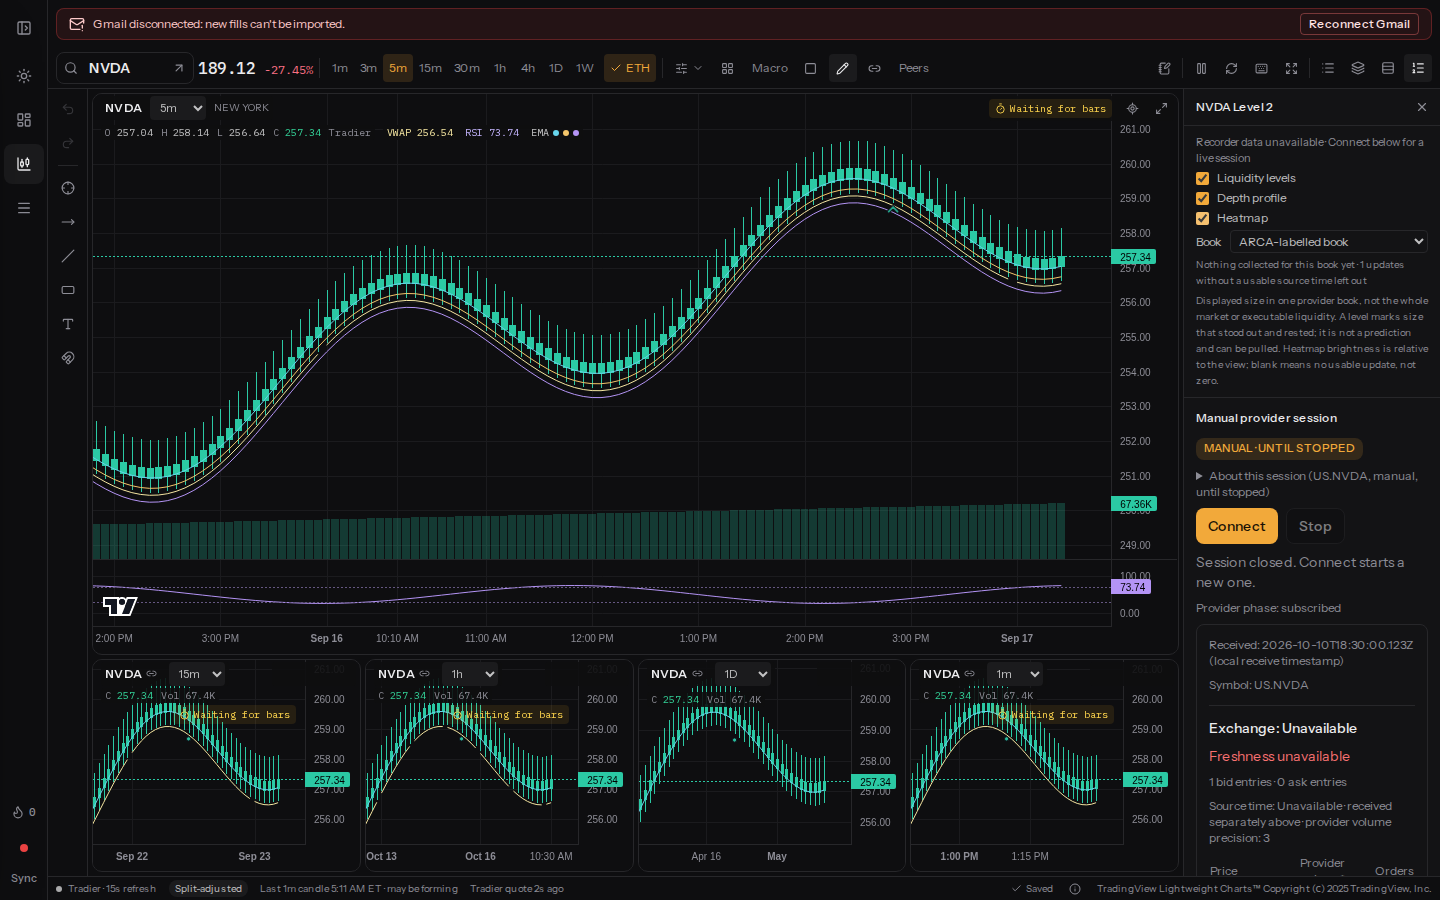 Gmail disconnected: new fills can't be imported.
Reconnect Gmail
NVDA 189.12 -27.45% 1m 3m 5m 15m 30m 1h 4h 1D 1W ETH Macro Peers
NVDA 5m NEW YORK
Waiting for bars
O 257.04 H 258.14 L 256.64 C 257.34 Tradier VWAP 256.54 RSI 73.74 EMA
261.00
260.00
259.00
258.00
257.34
257.00
256.00
255.00
254.00
253.00
252.00
251.00
67.36K
249.00
100.00
73.74
0.00
2:00 PM 3:00 PM Sep 16 10:10 AM 11:00 AM 12:00 PM 1:00 PM 2:00 PM 3:00 PM Sep 17
NVDA 15m
261.00
C 257.34 Vol 67.4K
260.00
Waiting for bars
259.00
258.00
257.34
257.00
256.00
Sep 22 Sep 23
NVDA 1h
261.00
C 257.34 Vol 67.4K
260.00
Waiting for bars
259.00
258.00
257.34
257.00
256.00
Oct 13 Oct 16 10:30 AM
NVDA 1D
261.00
C 257.34 Vol 67.4K
260.00
259.00
258.00
257.34
257.00
256.00
Apr 16 May
NVDA 1m
261.00
C 257.34 Vol 67.4K
260.00
Waiting for bars
259.00
258.00
257.34
257.00
256.00
1:00 PM 1:15 PM
NVDA Level 2
Recorder data unavailable · Connect below for a
live session
Liquidity levels
Depth profile
Heatmap
Book ARCA-labelled book
Nothing collected for this book yet · 1 updates
without a usable source time left out
Displayed size in one provider book, not the whole
market or executable liquidity. A level marks size
that stood out and rested; it is not a prediction
and can be pulled. Heatmap brightness is relative
to the view; blank means no usable update, not
zero.
Manual provider session
MANUAL · UNTIL STOPPED
About this session (US.NVDA, manual,
until stopped)
Connect Stop
Session closed. Connect starts a
new one.
Provider phase: subscribed
Received: 2026-10-10T18:30:00.123Z
(local receive timestamp)
Symbol: US.NVDA
Exchange: Unavailable
Freshness unavailable
1 bid entries · 0 ask entries
Source time: Unavailable · received
separately above · provider volume
precision: 3
Price Provider Orders
0
Sync
Tradier · 15s refresh Split-adjusted Last 1m candle 5:11 AM ET · may be forming Tradier quote 2s ago
Saved TradingView Lightweight Charts™ Copyright (c) 2025 TradingView, Inc.